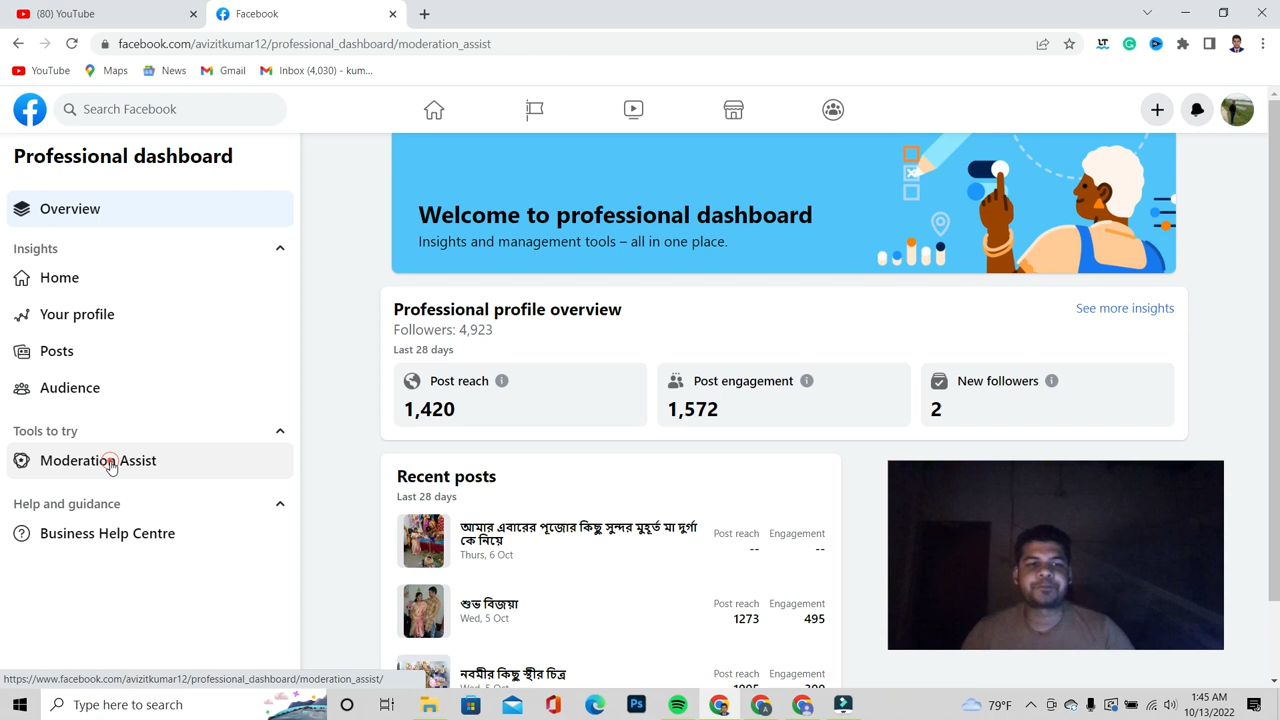 (80) YouTube
Facebook
facebook.com/avizitkumar12/professional_dashboard/moderation_assist
YouTube
Maps
News
Gmail
Inbox (4,030) - kum...
Search Facebook
Professional dashboard
Overview
Insights
Home
Your profile
Posts
Audience
Tools to try
Moderation Assist
Help and guidance
Business Help Centre
Welcome to professional dashboard
Insights and management tools – all in one place.
Professional profile overview
See more insights
Followers: 4,923
Last 28 days
Post reach
1,420
Post engagement
1,572
New followers
2
Recent posts
Last 28 days
আমার এবারের পূজোর কিছু সুন্দর মুহূর্ত মা দুর্গা
কে নিয়ে
Thurs, 6 Oct
Post reach
--
Engagement
--
শুভ বিজয়া
Wed, 5 Oct
Post reach
1273
Engagement
495
নবমীর কিছু স্থীর চিত্র
Post reach
Engagement
https://www.facebook.com/avizitkumar12/professional_dashboard/moderation_assist/
Type here to search
Ps
79°F
1:45 AM
10/13/2022